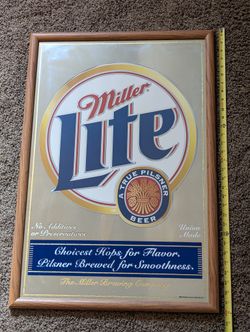 Miller
Lite
A TRUE PILSNER
BEER
No Additives
or Preservatives
Union
Made
Choicest Hops, for Flavor.
Pilsner Brewed, for Smoothness.
The Miller Brewing Company